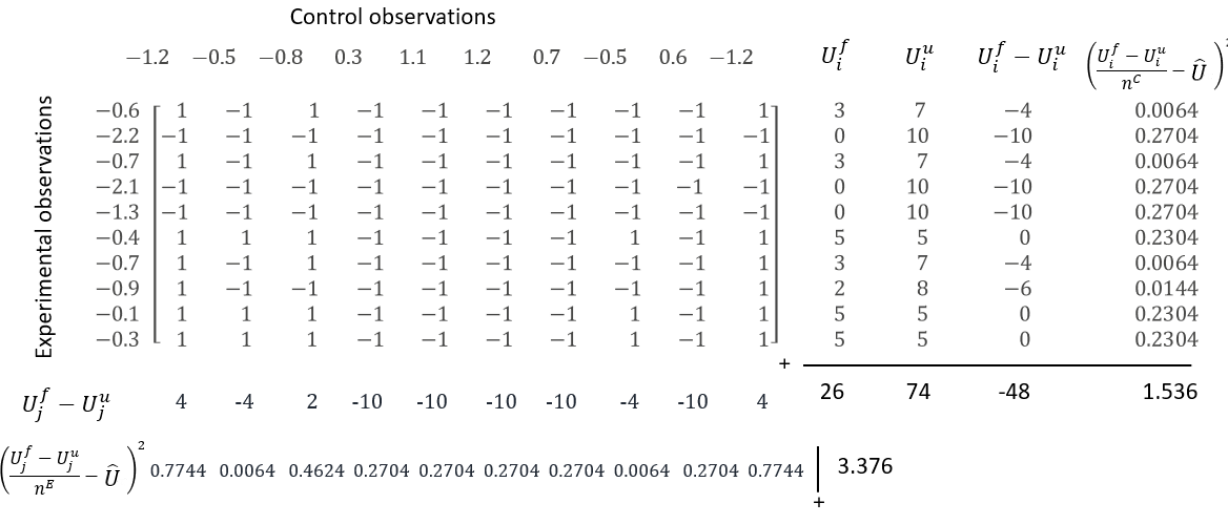 Control observations
−1.2 −0.5 −0.8 0.3 1.1 1.2 0.7 −0.5 0.6 −1.2 U_i^f U_i^u U_i^f − U_i^u ((U_i^f − U_i^u)/n^C − Û)^2
Experimental observations
−0.6 1 −1 1 −1 −1 −1 −1 −1 −1 1 3 7 −4 0.0064
−2.2 −1 −1 −1 −1 −1 −1 −1 −1 −1 −1 0 10 −10 0.2704
−0.7 1 −1 1 −1 −1 −1 −1 −1 −1 1 3 7 −4 0.0064
−2.1 −1 −1 −1 −1 −1 −1 −1 −1 −1 −1 0 10 −10 0.2704
−1.3 −1 −1 −1 −1 −1 −1 −1 −1 −1 −1 0 10 −10 0.2704
−0.4 1 1 1 −1 −1 −1 −1 1 −1 1 5 5 0 0.2304
−0.7 1 −1 1 −1 −1 −1 −1 −1 −1 1 3 7 −4 0.0064
−0.9 1 −1 −1 −1 −1 −1 −1 −1 −1 1 2 8 −6 0.0144
−0.1 1 1 1 −1 −1 −1 −1 1 −1 1 5 5 0 0.2304
−0.3 1 1 1 −1 −1 −1 −1 1 −1 1 5 5 0 0.2304
+
U_j^f − U_j^u 4 -4 2 -10 -10 -10 -10 -4 -10 4 26 74 -48 1.536
((U_j^f − U_j^u)/n^E − Û)^2 0.7744 0.0064 0.4624 0.2704 0.2704 0.2704 0.2704 0.0064 0.2704 0.7744 3.376
+